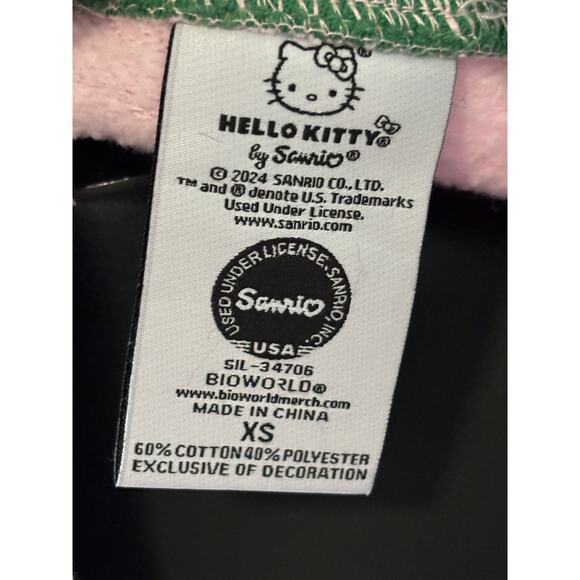 HELLO KITTY®
by Sanrio®
© 2024 SANRIO CO., LTD.
TM and ® denote U.S. Trademarks
Used Under License.
www.sanrio.com
USED UNDER LICENSE. SANRIO, INC.
Sanrio
USA
SIL-34706
BIOWORLD®
www.bioworldmerch.com
MADE IN CHINA
XS
60% COTTON 40% POLYESTER
EXCLUSIVE OF DECORATION